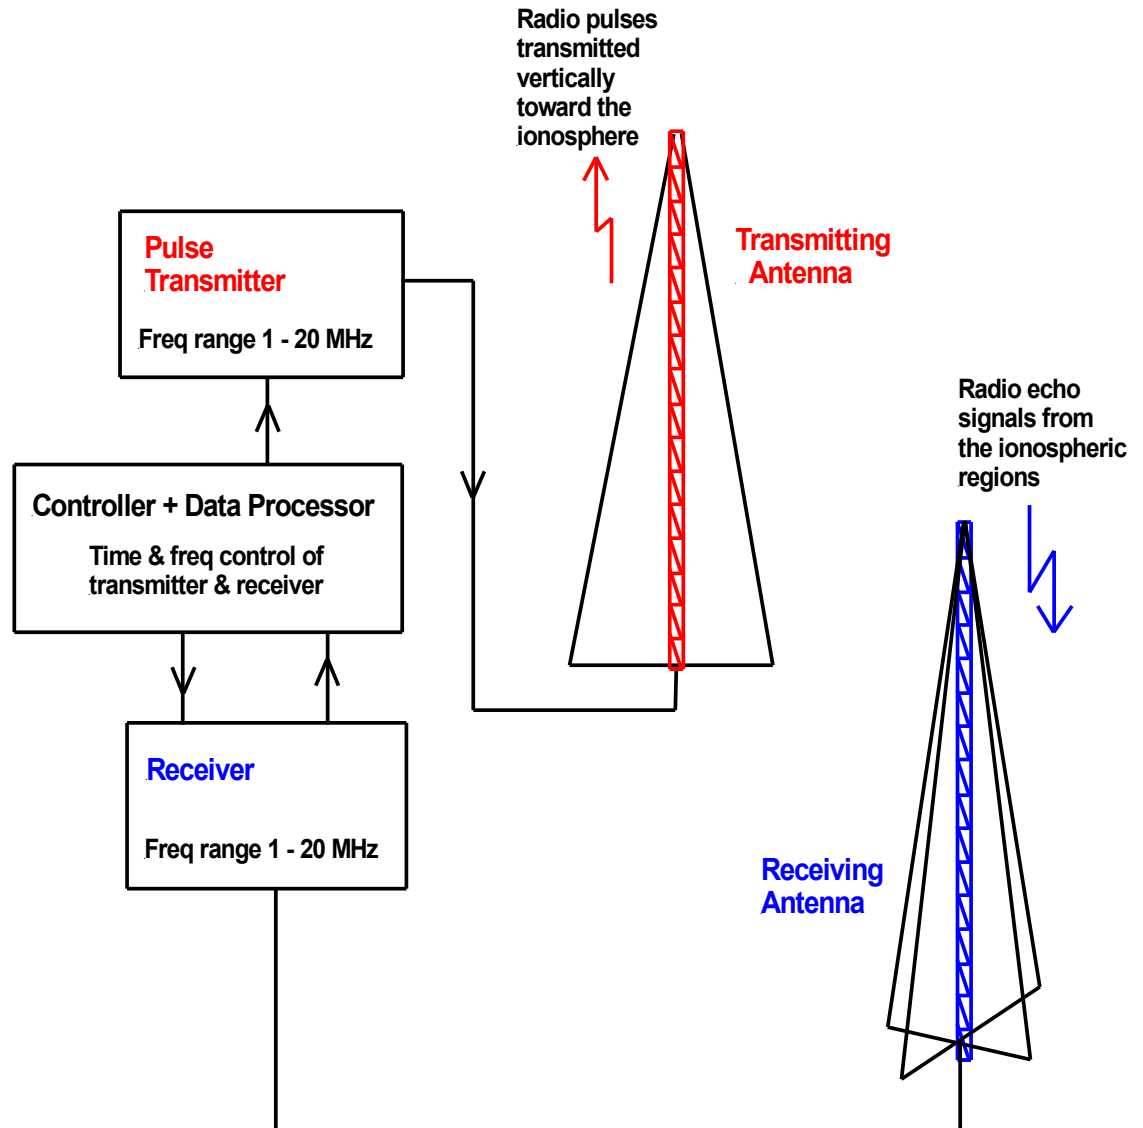 Radio pulses
transmitted
vertically
toward the
ionosphere
Pulse
Transmitter
Freq range 1 - 20 MHz
Transmitting
Antenna
Radio echo
signals from
the ionospheric
regions
Controller + Data Processor
Time & freq control of
transmitter & receiver
Receiver
Freq range 1 - 20 MHz
Receiving
Antenna